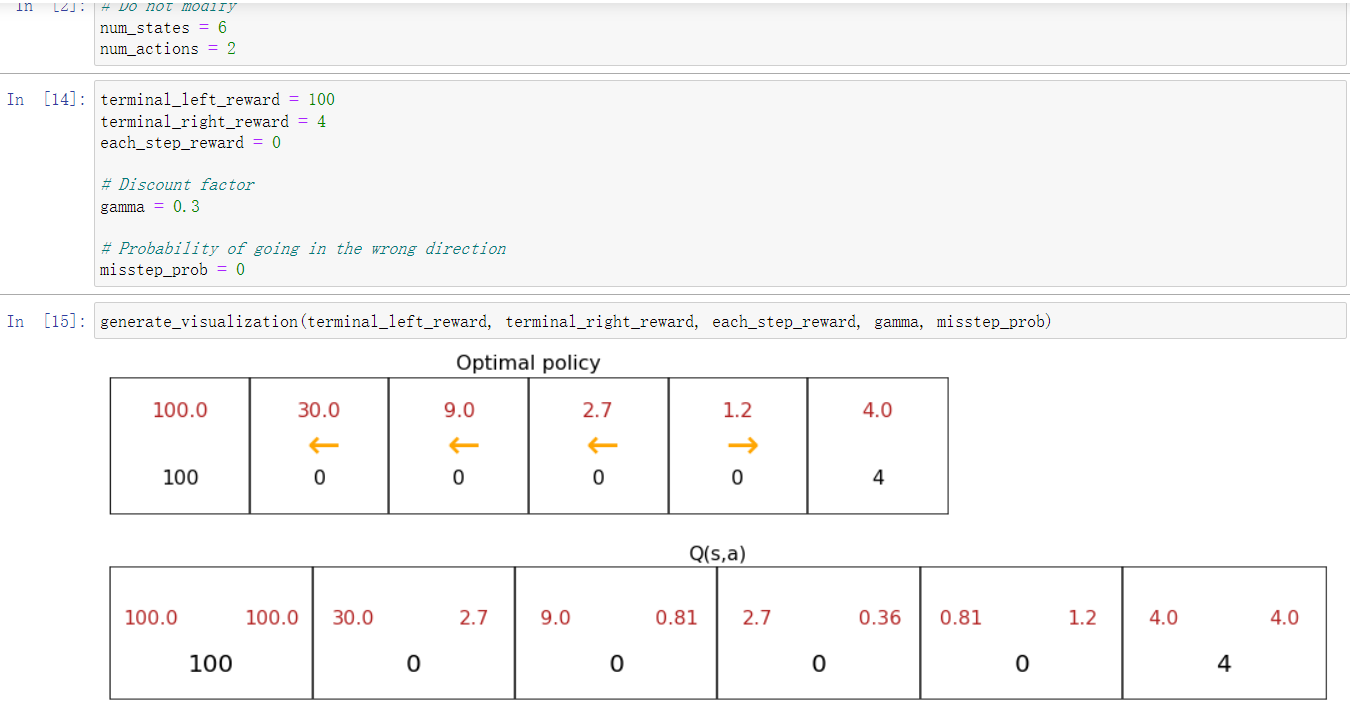 In [2]: # Do not modify
num_states = 6
num_actions = 2
In [14]: terminal_left_reward = 100
terminal_right_reward = 4
each_step_reward = 0
# Discount factor
gamma = 0.3
# Probability of going in the wrong direction
misstep_prob = 0
In [15]: generate_visualization(terminal_left_reward, terminal_right_reward, each_step_reward, gamma, misstep_prob)
Optimal policy
100.0 30.0 9.0 2.7 1.2 4.0
← ← ← →
100 0 0 0 0 4
Q(s,a)
100.0 100.0 30.0 2.7 9.0 0.81 2.7 0.36 0.81 1.2 4.0 4.0
100 0 0 0 0 4